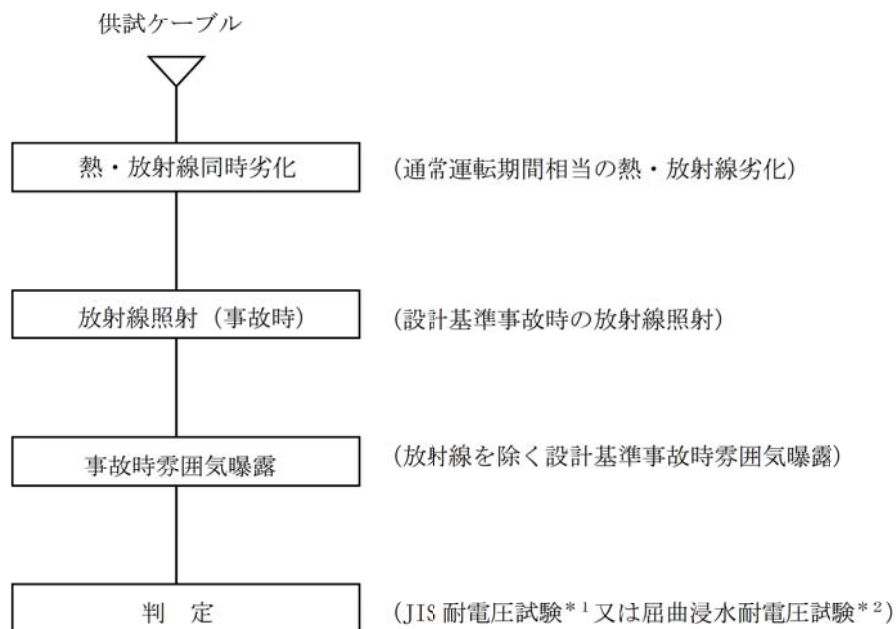 供試ケーブル
熱・放射線同時劣化 (通常運転期間相当の熱・放射線劣化)
放射線照射(事故時) (設計基準事故時の放射線照射)
事故時雰囲気曝露 (放射線を除く設計基準事故時雰囲気曝露)
判 定 (JIS 耐電圧試験*1 又は屈曲浸水耐電圧試験*2)